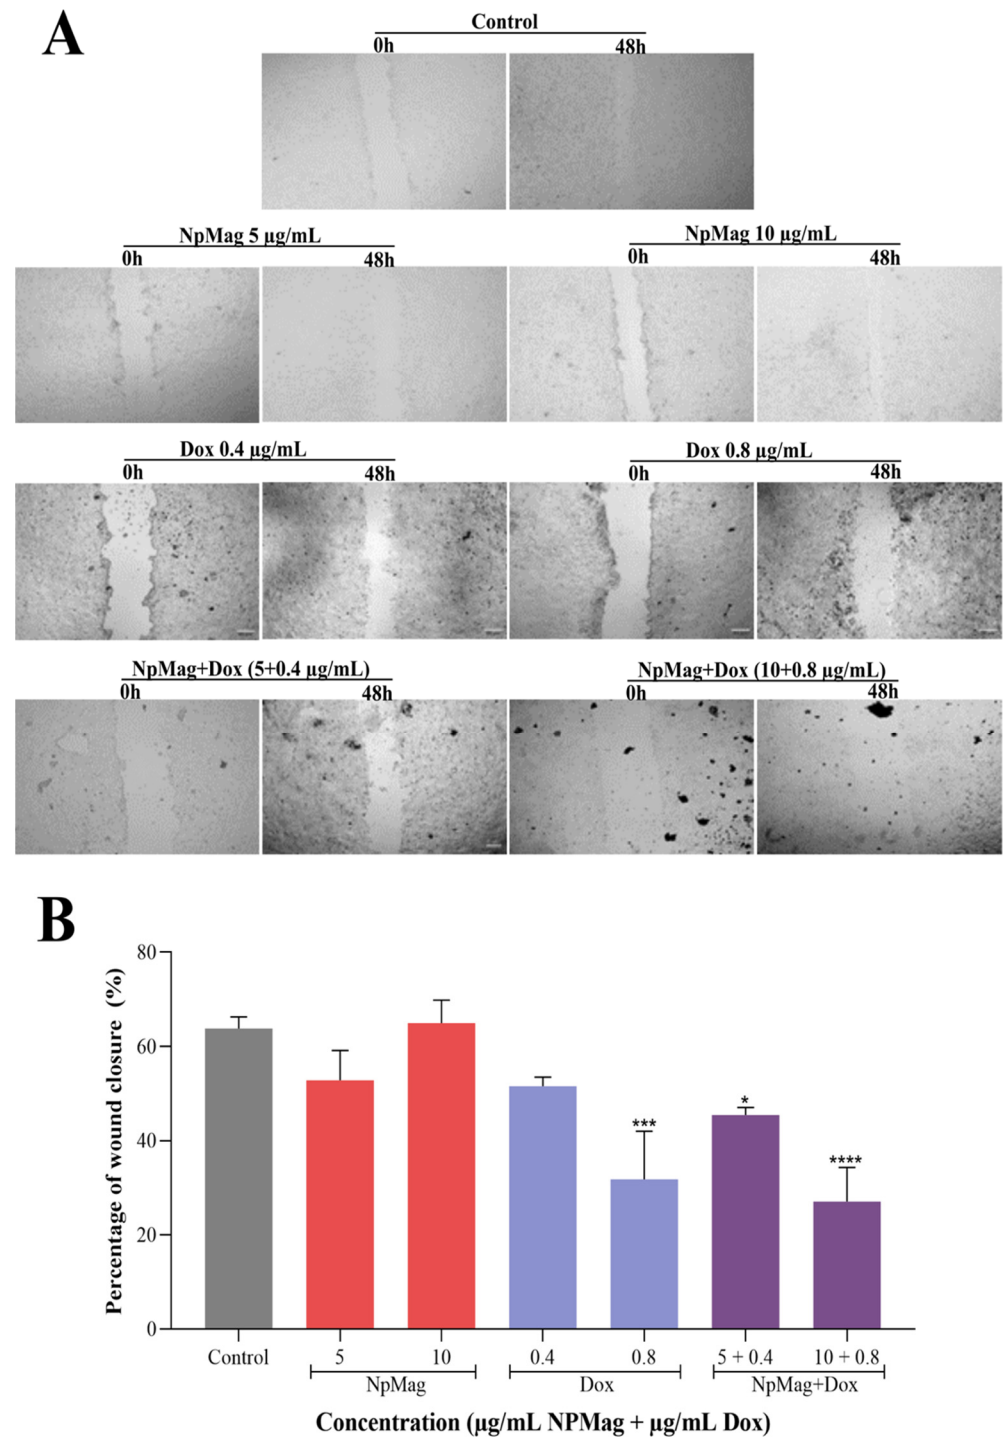 A
Control
0h 48h
NpMag 5 µg/mL NpMag 10 µg/mL
0h 48h 0h 48h
Dox 0.4 µg/mL Dox 0.8 µg/mL
0h 48h 0h 48h
NpMag+Dox (5+0.4 µg/mL) NpMag+Dox (10+0.8 µg/mL)
0h 48h 0h 48h
B
Percentage of wound closure (%)
80
60
40
20
0
***
*
****
Control 5 10 0.4 0.8 5 + 0.4 10 + 0.8
NpMag Dox NpMag+Dox
Concentration (µg/mL NPMag + µg/mL Dox)